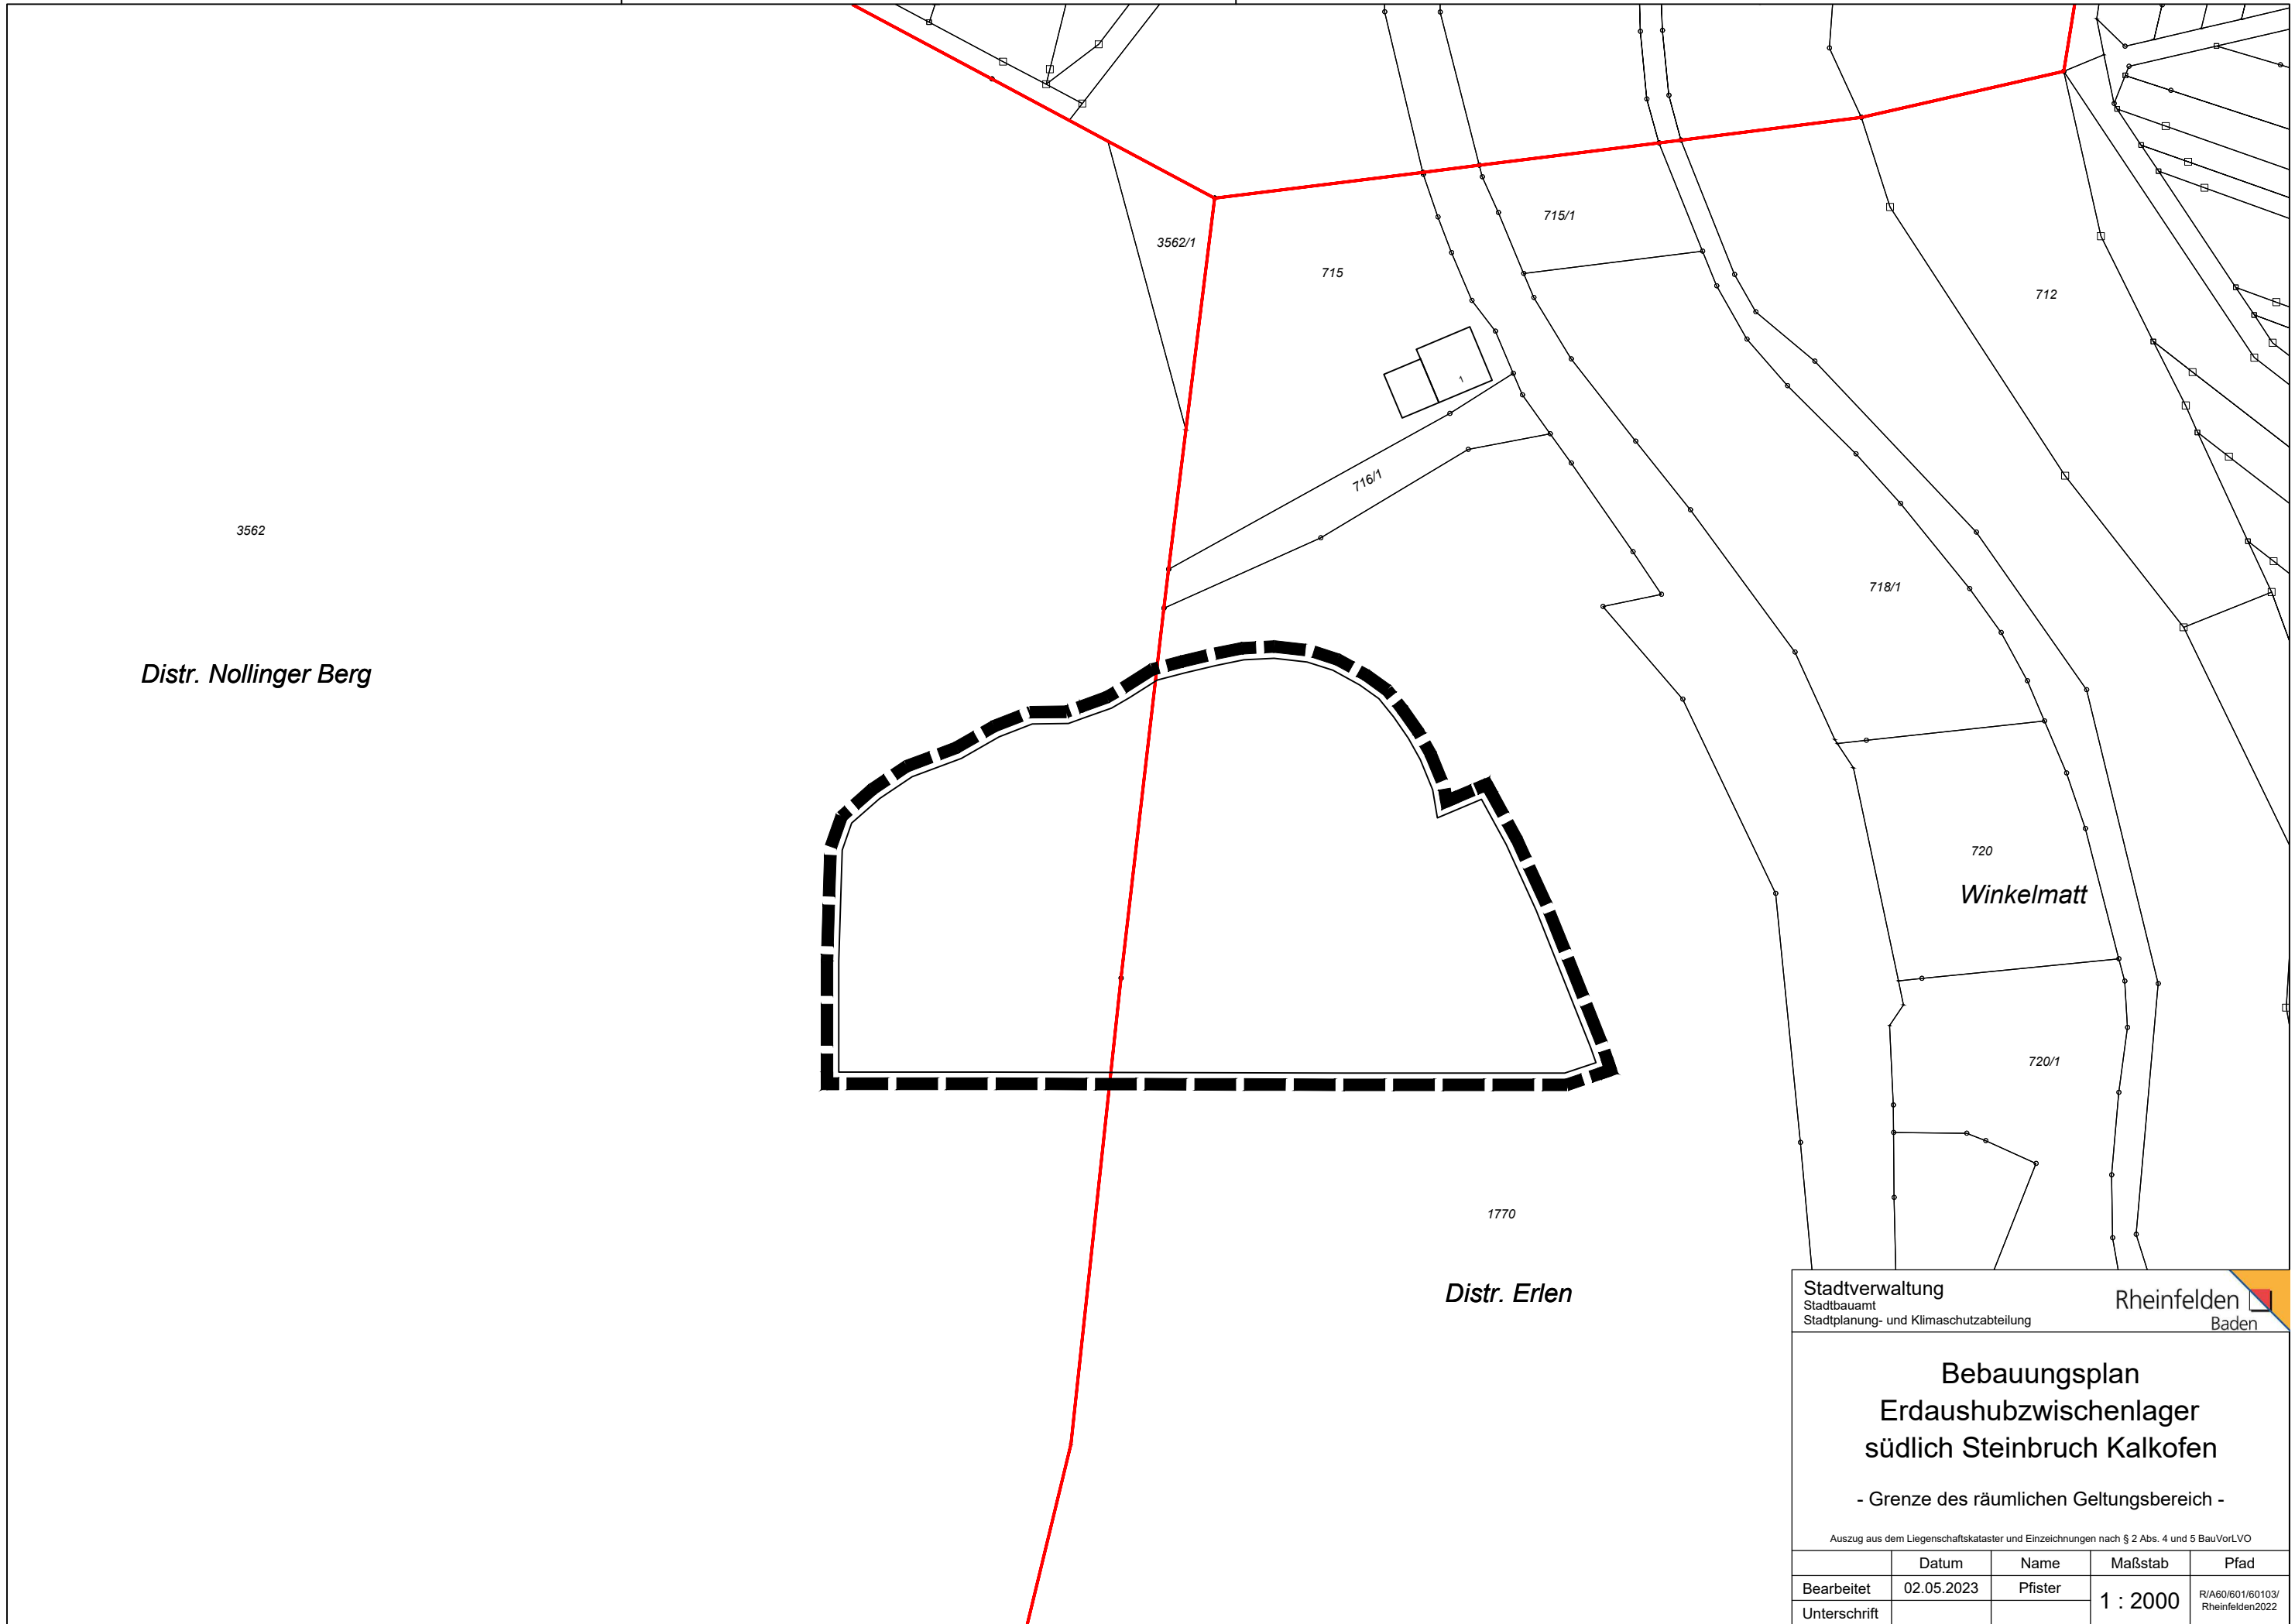 3562/1
715
715/1
712
1
716/1
3562
718/1
Distr. Nollinger Berg
720
Winkelmatt
720/1
1770
Distr. Erlen
Stadtverwaltung
Stadtbauamt
Stadtplanung- und Klimaschutzabteilung
Rheinfelden
Baden
Bebauungsplan
Erdaushubzwischenlager
südlich Steinbruch Kalkofen
- Grenze des räumlichen Geltungsbereich -
Auszug aus dem Liegenschaftskataster und Einzeichnungen nach § 2 Abs. 4 und 5 BauVorLVO
Datum Name Maßstab Pfad
Bearbeitet 02.05.2023 Pfister 1 : 2000 R/A60/601/60103/
Rheinfelden2022
Unterschrift